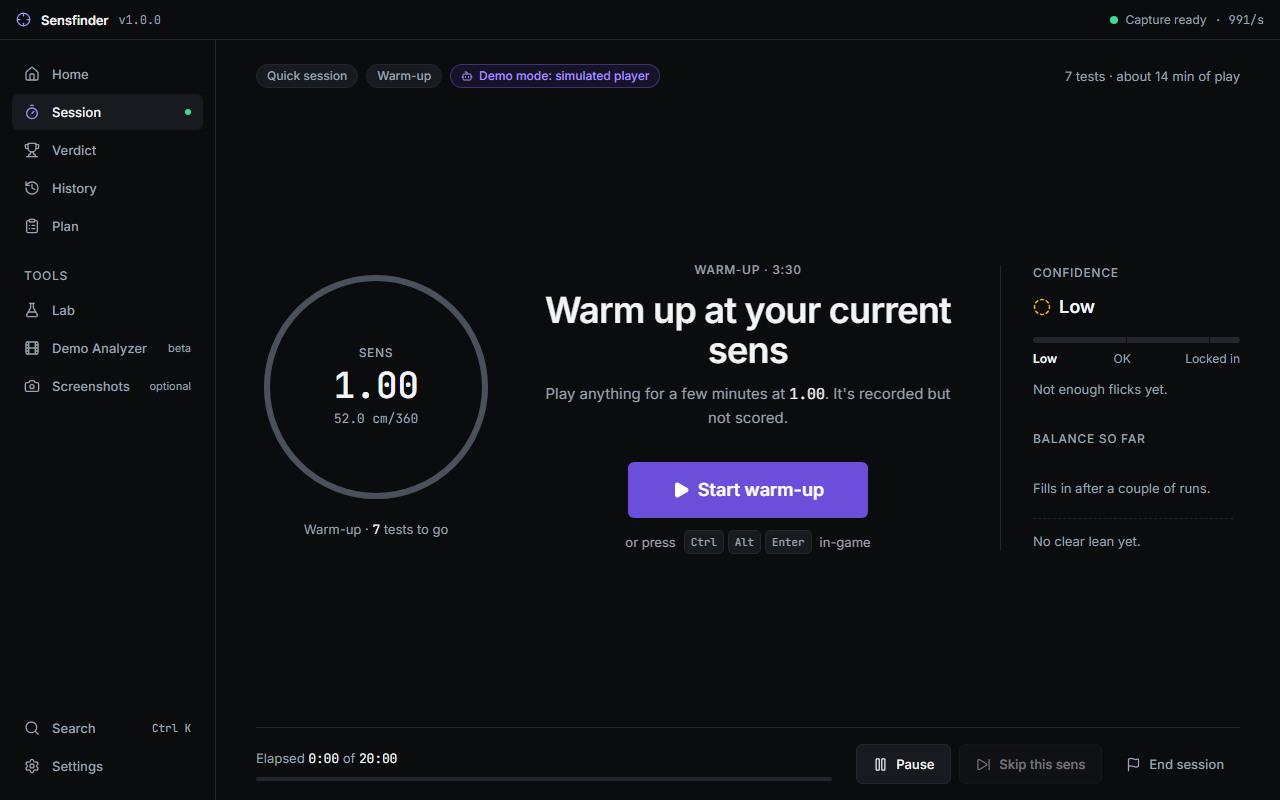 Sensfinder v1.0.0
Capture ready · 991/s
Home
Session
Verdict
History
Plan
TOOLS
Lab
Demo Analyzer beta
Screenshots optional
Search Ctrl K
Settings
Quick session
Warm-up
Demo mode: simulated player
7 tests · about 14 min of play
SENS
1.00
52.0 cm/360
Warm-up · 7 tests to go
WARM-UP · 3:30
Warm up at your current
sens
Play anything for a few minutes at 1.00. It's recorded but
not scored.
Start warm-up
or press Ctrl Alt Enter in-game
CONFIDENCE
Low
Low OK Locked in
Not enough flicks yet.
BALANCE SO FAR
Fills in after a couple of runs.
No clear lean yet.
Elapsed 0:00 of 20:00
Pause
Skip this sens
End session